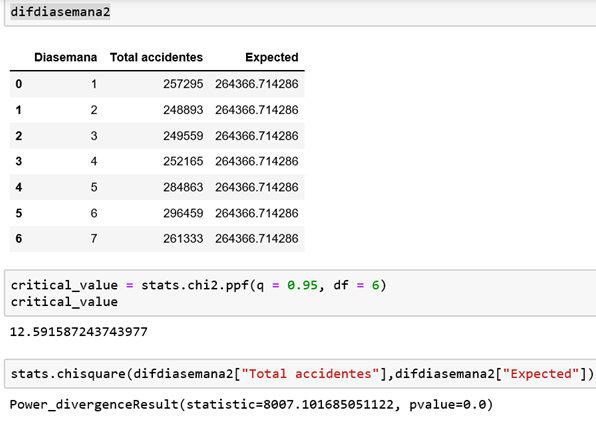 difdiasemana2
Diasemana Total accidentes Expected
0 1 257295 264366.714286
1 2 248893 264366.714286
2 3 249559 264366.714286
3 4 252165 264366.714286
4 5 284863 264366.714286
5 6 296459 264366.714286
6 7 261333 264366.714286
critical_value = stats.chi2.ppf(q = 0.95, df = 6)
critical_value
12.591587243743977
stats.chisquare(difdiasemana2["Total accidentes"],difdiasemana2["Expected"])
Power_divergenceResult(statistic=8007.101685051122, pvalue=0.0)